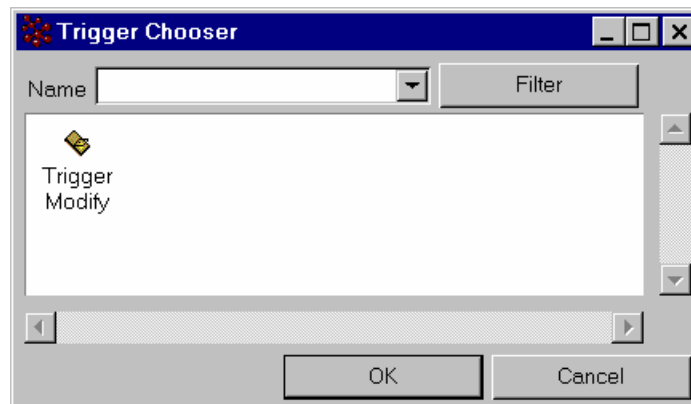 Trigger Chooser
Name
Filter
Trigger
Modify
OK
Cancel